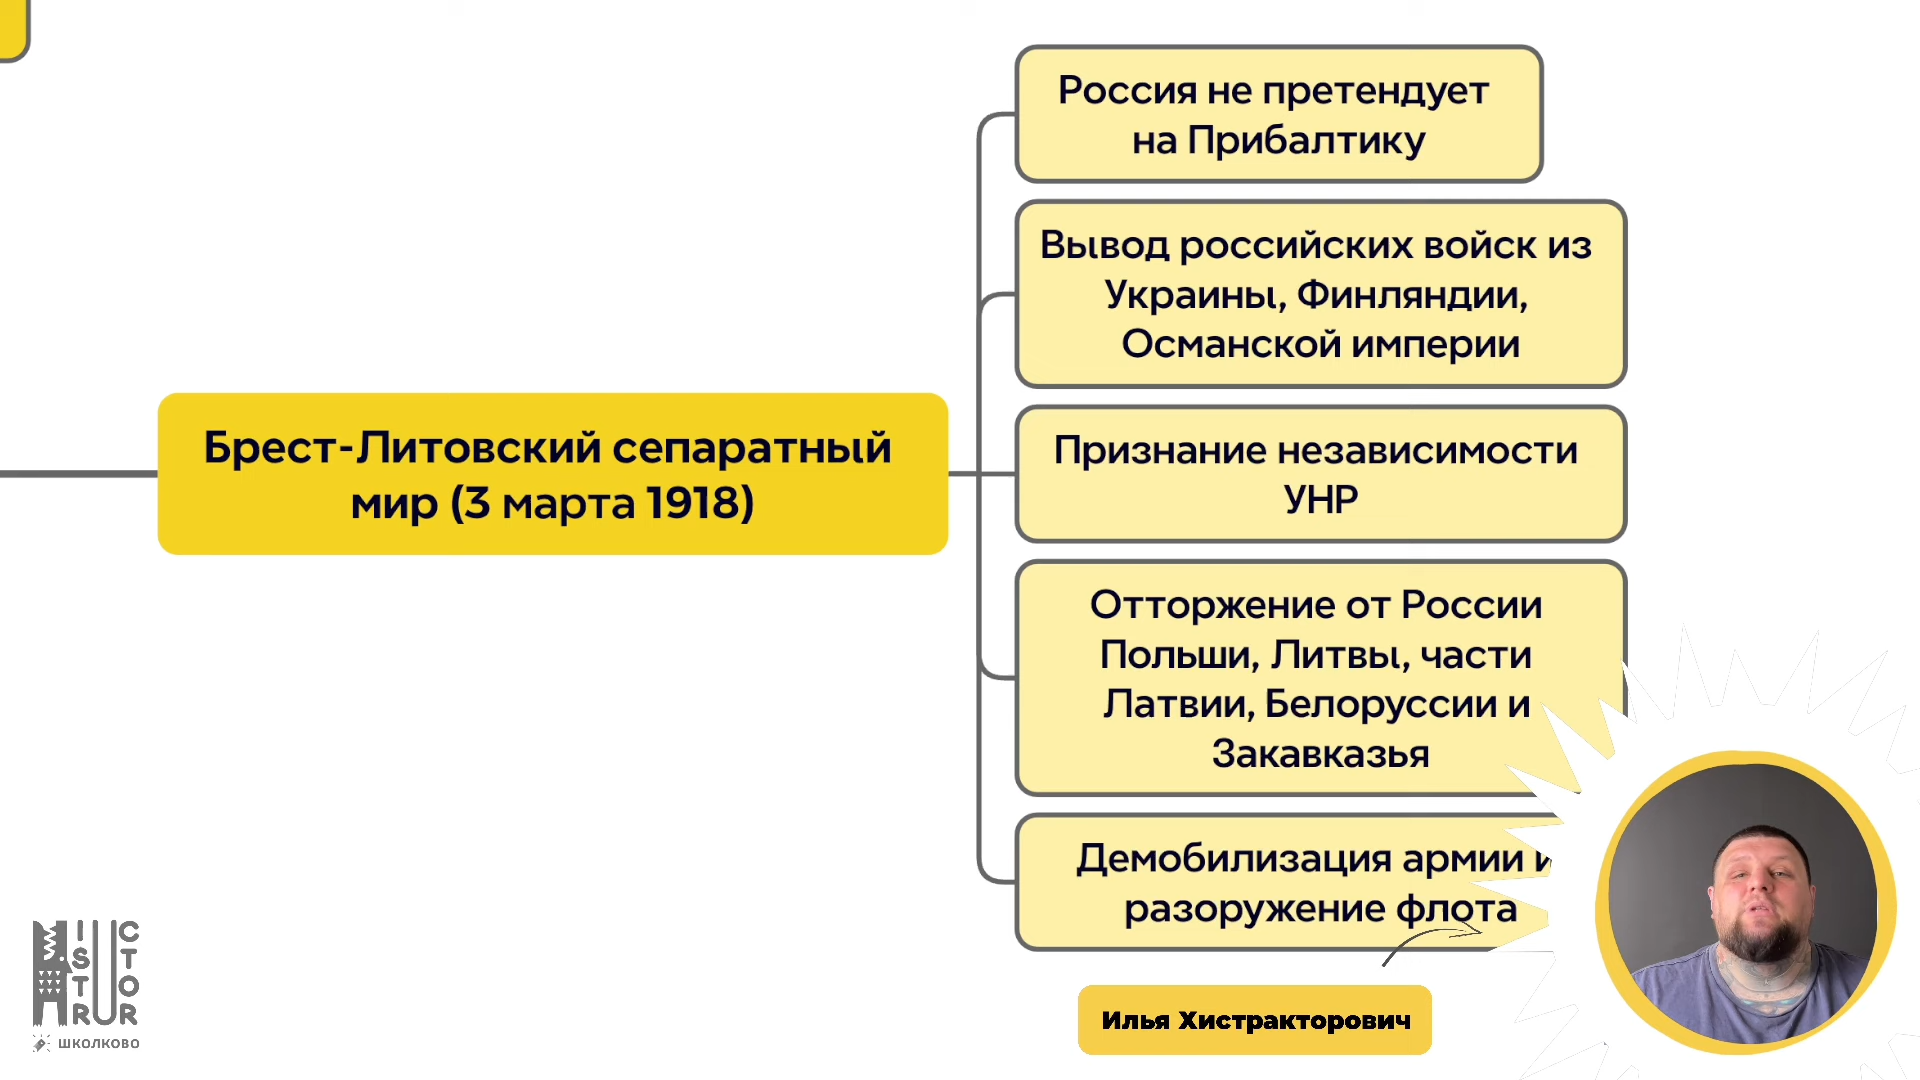 Россия не претендует
на Прибалтику
Вывод российских войск из
Украины, Финляндии,
Османской империи
Брест-Литовский сепаратный
мир (3 марта 1918)
Признание независимости
УНР
Отторжение от России
Польши, Литвы, части
Латвии, Белоруссии и
Закавказья
Демобилизация армии и
разоружение флота
Илья Хистракторович
HISTRUCTOR
ШКОЛКОВО